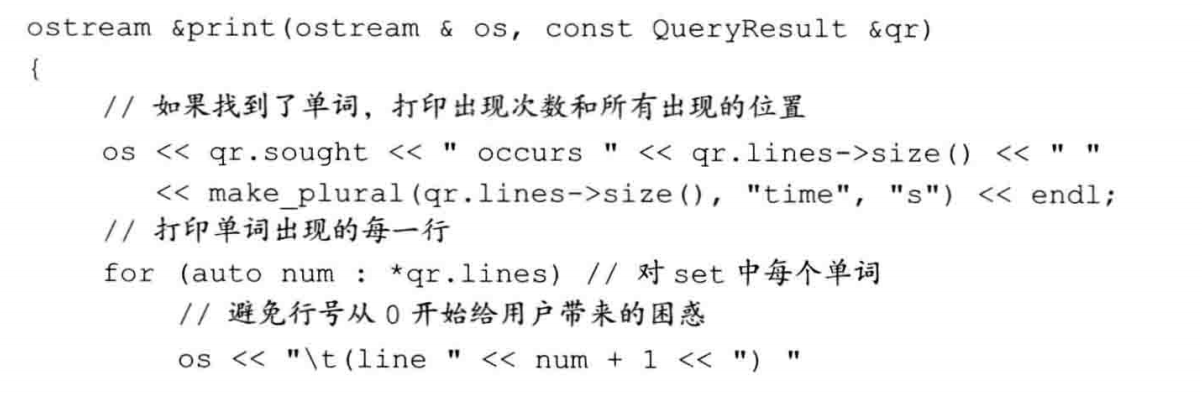 ostream &print(ostream & os, const QueryResult &qr)
{
// 如果找到了单词，打印出现次数和所有出现的位置
os << qr.sought << " occurs " << qr.lines->size() << " "
<< make_plural(qr.lines->size(), "time", "s") << endl;
// 打印单词出现的每一行
for (auto num : *qr.lines) // 对 set 中每个单词
// 避免行号从 0 开始给用户带来的困惑
os << "\t(line " << num + 1 << ") "